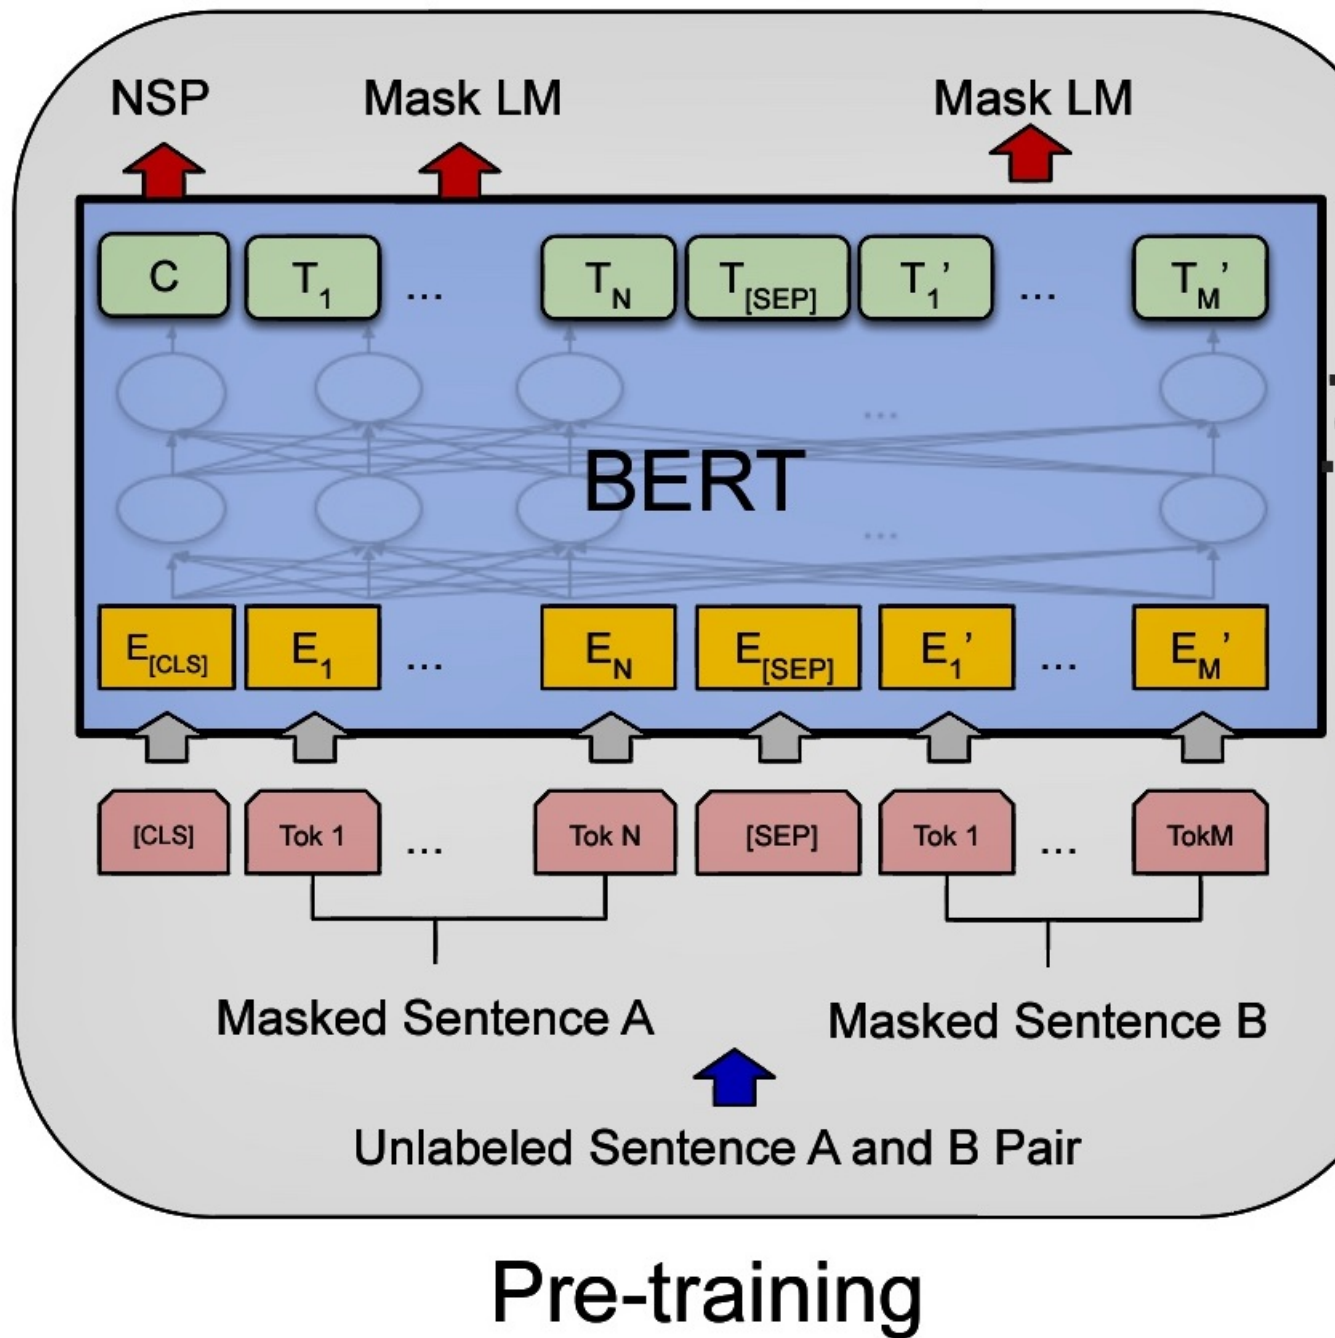 NSP Mask LM Mask LM
C T1 ... TN T[SEP] T1’ ... TM’
...
BERT
...
E[CLS] E1 ... EN E[SEP] E1’ ... EM’
[CLS] Tok 1 ... Tok N [SEP] Tok 1 ... TokM
Masked Sentence A Masked Sentence B
Unlabeled Sentence A and B Pair
Pre-training